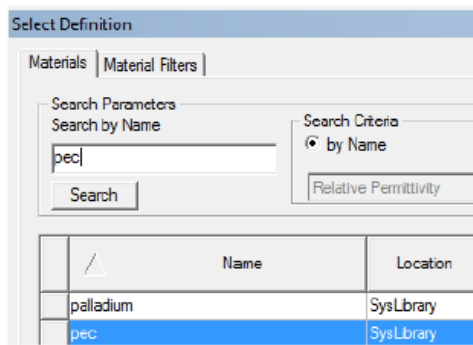 Select Definition
Materials Material Filters
Search Parameters
Search by Name
pec
Search
Search Criteria
by Name
Relative Permittivity
Name Location
palladium SysLibrary
pec SysLibrary